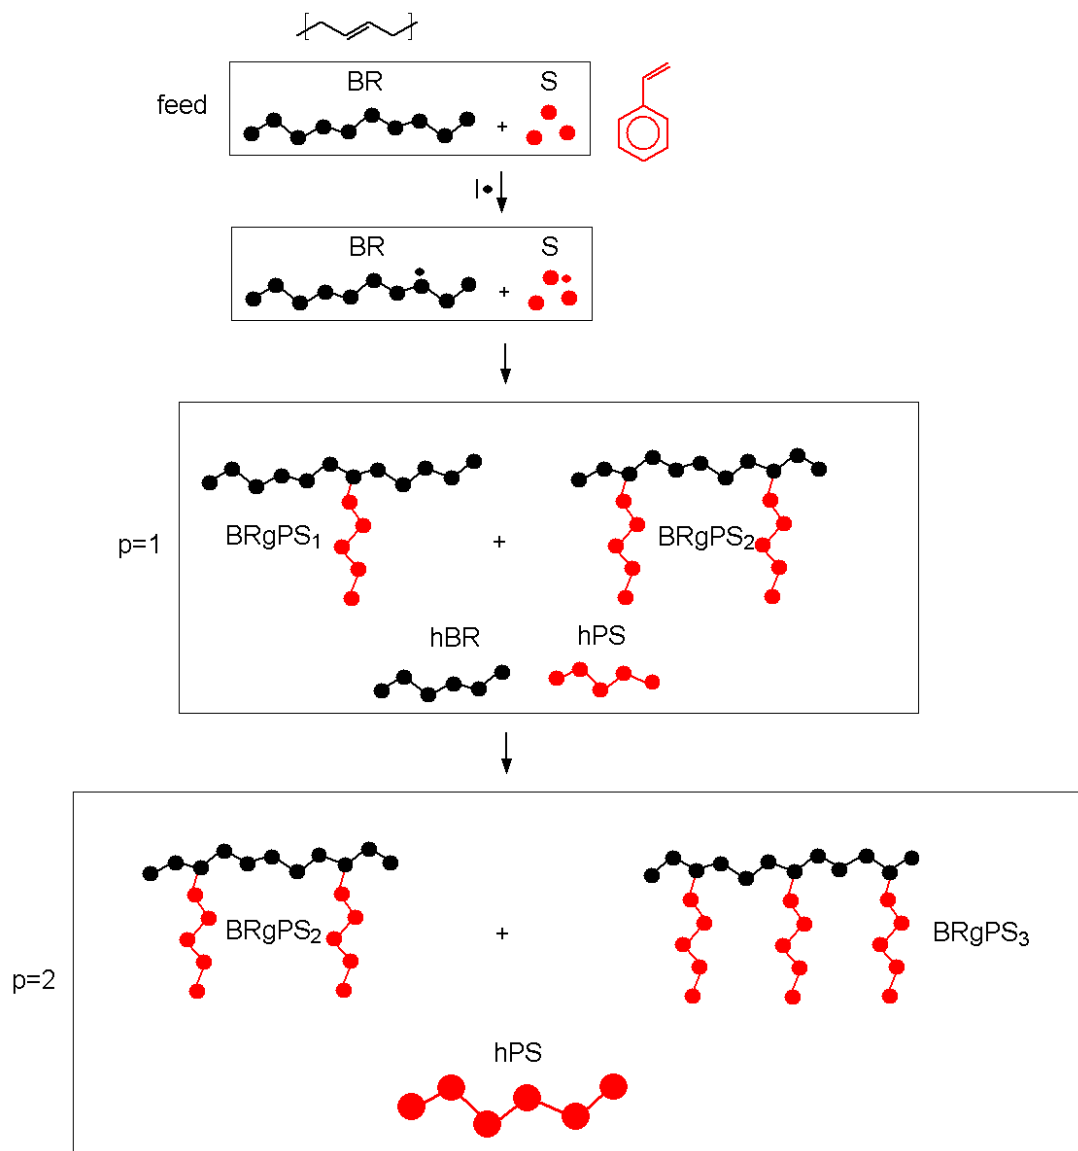 BR
S
feed
+
I•
BR
S
+
p=1
BRgPS₁
+
BRgPS₂
hBR
hPS
p=2
BRgPS₂
+
BRgPS₃
hPS